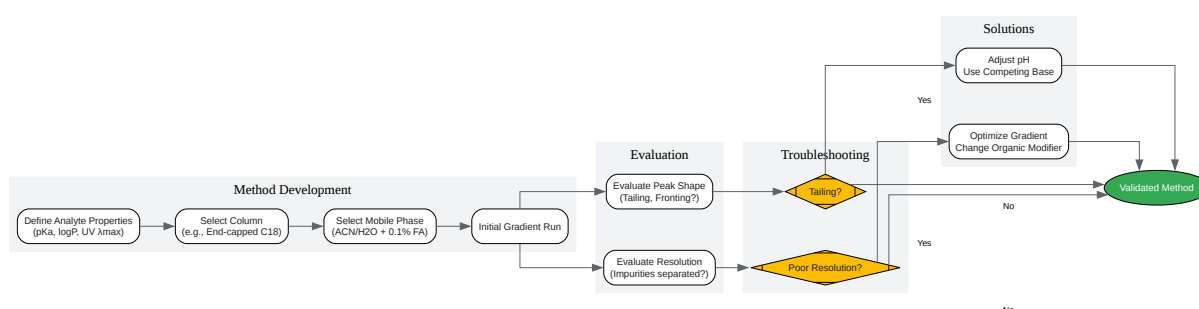 Method Development
Define Analyte Properties
(pKa, logP, UV λmax)
Select Column
(e.g., End-capped C18)
Select Mobile Phase
(ACN/H2O + 0.1% FA)
Initial Gradient Run
Evaluation
Evaluate Peak Shape
(Tailing, Fronting?)
Evaluate Resolution
(Impurities separated?)
Troubleshooting
Tailing?
Poor Resolution?
Solutions
Adjust pH
Use Competing Base
Optimize Gradient
Change Organic Modifier
Yes
No
Yes
Validated Method